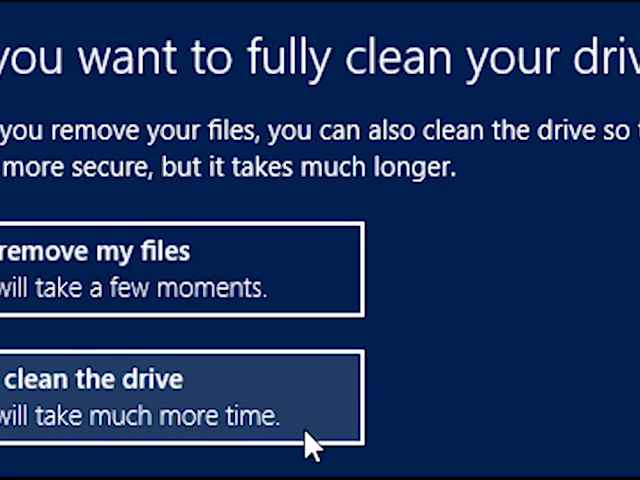 you want to fully clean your driv
you remove your files, you can also clean the drive so
more secure, but it takes much longer.
remove my files
will take a few moments.
clean the drive
will take much more time.